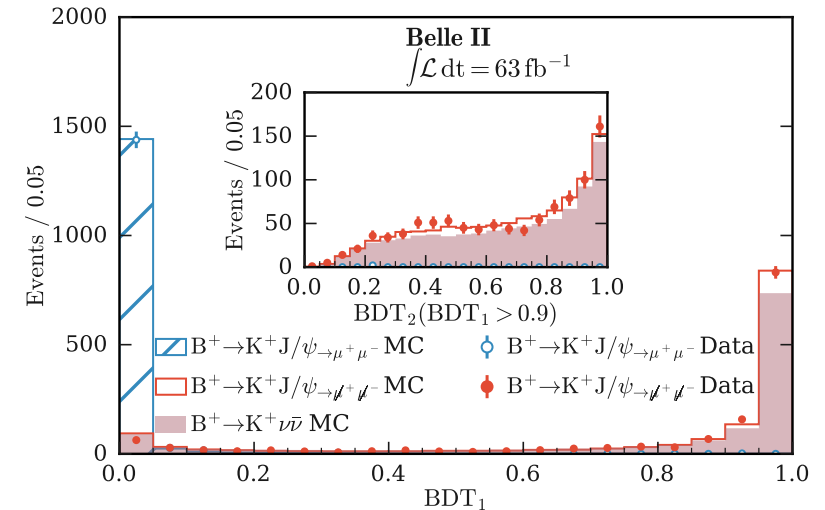 Belle II
∫ℒ dt = 63 fb⁻¹
2000
1500
1000
500
0
Events / 0.05
200
150
100
50
0
Events / 0.05
0.0 0.2 0.4 0.6 0.8 1.0
BDT₂(BDT₁ > 0.9)
B⁺→K⁺J/ψ→μ⁺μ⁻ MC
B⁺→K⁺J/ψ→μ⁺μ⁻ Data
B⁺→K⁺J/ψ→μ̸⁺μ̸⁻ MC
B⁺→K⁺J/ψ→μ̸⁺μ̸⁻ Data
B⁺→K⁺νν̄ MC
0.0 0.2 0.4 0.6 0.8 1.0
BDT₁